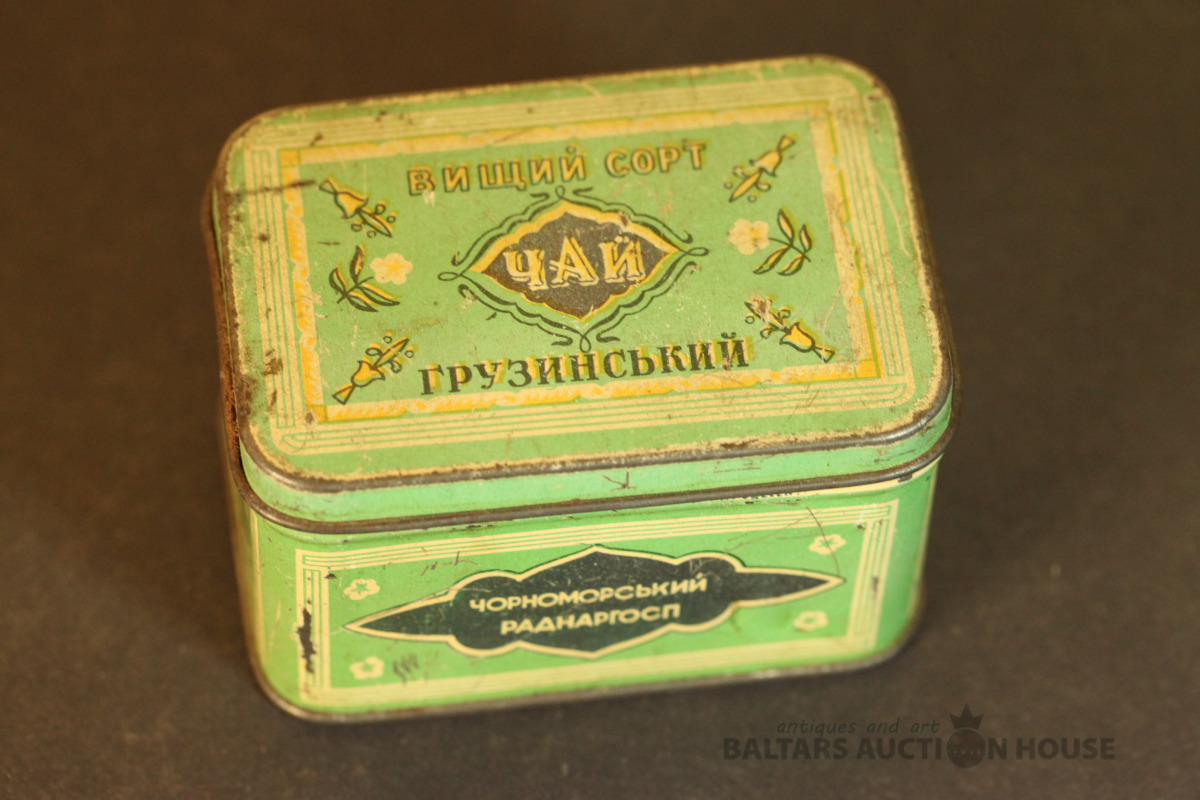 ВИЩИЙ СОРТ
ЧАЙ
ГРУЗИНСЬКИЙ
ЧОРНОМОРСЬКИЙ
РАДНАРГОСП
antiques and art
BALTARS AUCTION HOUSE